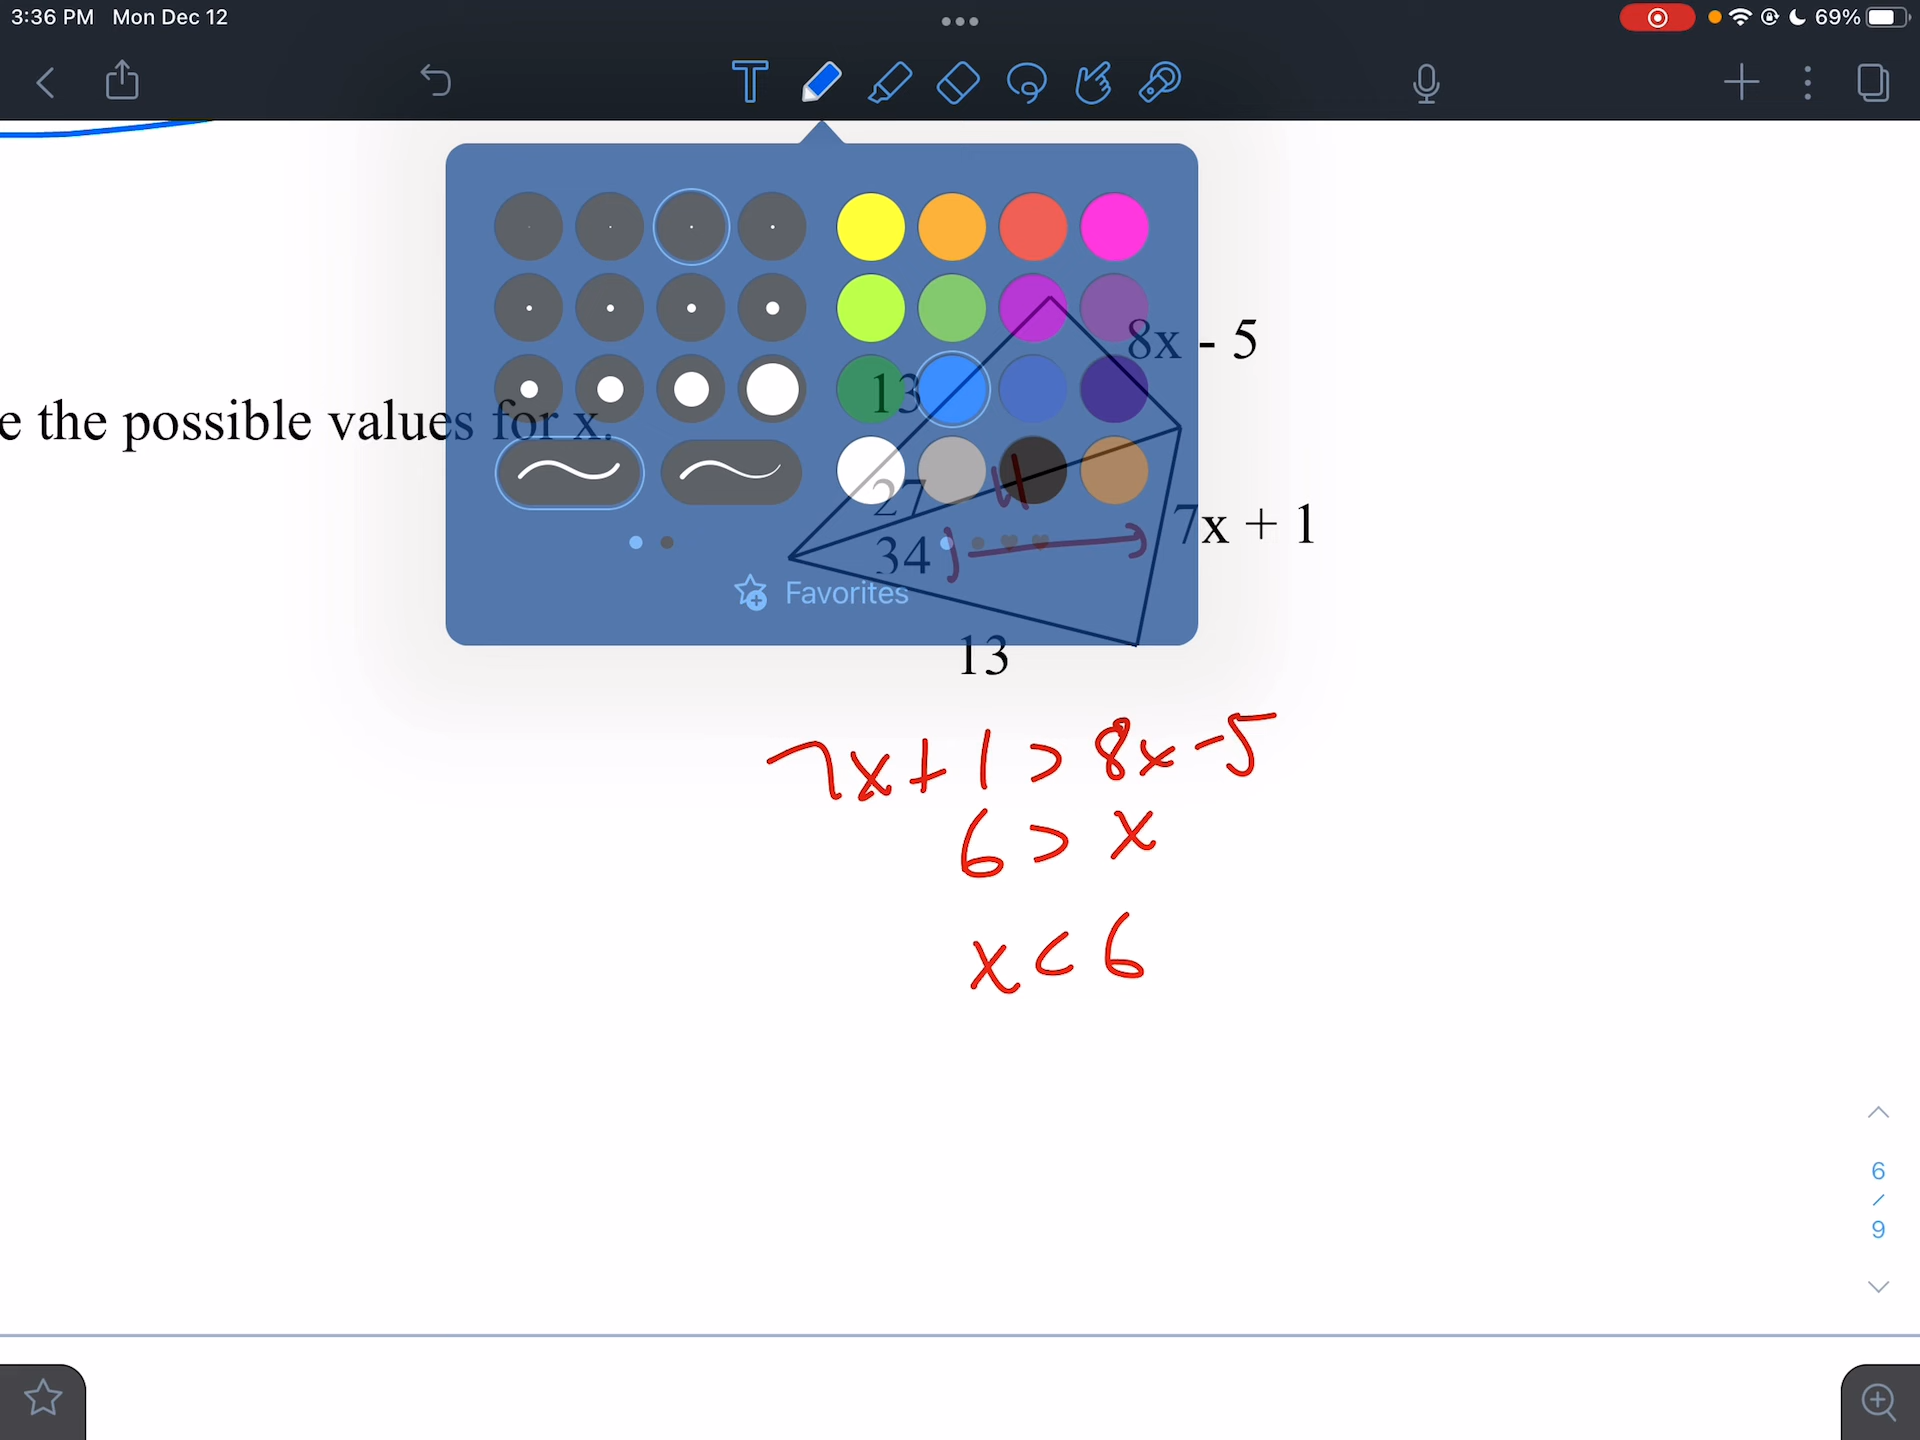 3:36 PM Mon Dec 12
69%
T
8x - 5
13
e the possible values for x.
27
7x + 1
34
Favorites
13
7x + 1 > 8x - 5
6 > x
x < 6
6
/
9